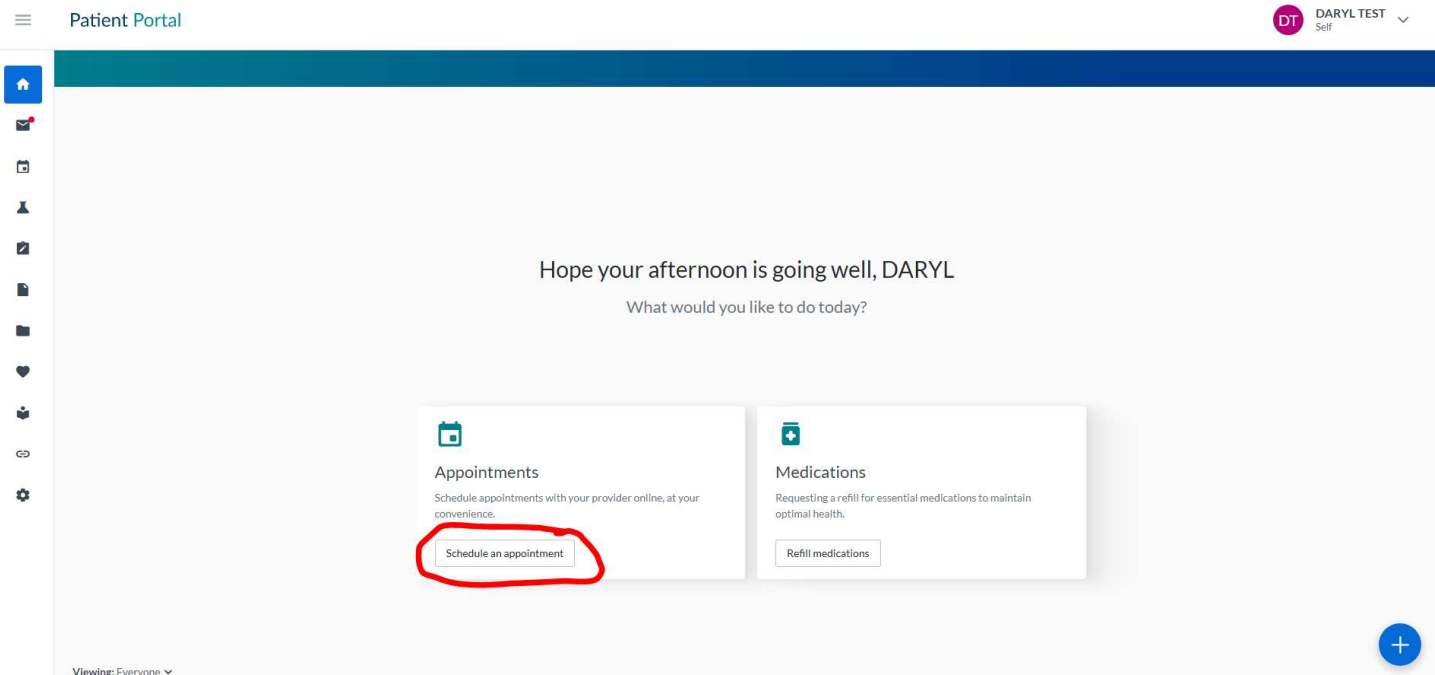 Patient Portal
DT
DARYL TEST
Self
Hope your afternoon is going well, DARYL
What would you like to do today?
Appointments
Schedule appointments with your provider online, at your
convenience.
Schedule an appointment
Medications
Requesting a refill for essential medications to maintain
optimal health.
Refill medications
Viewing: Everyone